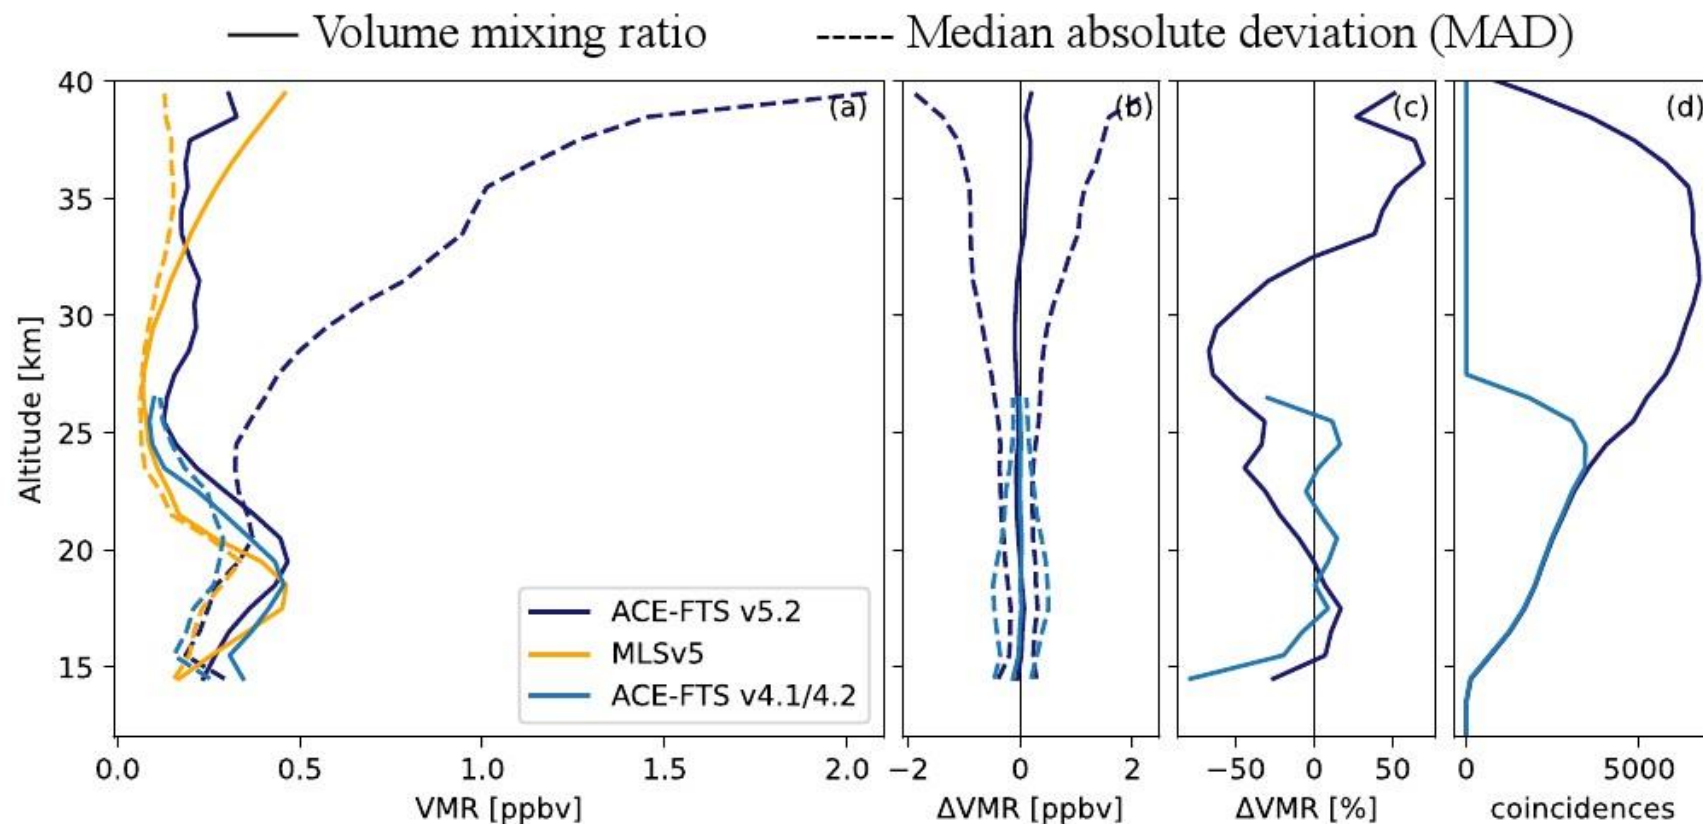 Volume mixing ratio
Median absolute deviation (MAD)
(a)
(b)
(c)
(d)
40
35
30
25
20
15
Altitude [km]
ACE-FTS v5.2
MLSv5
ACE-FTS v4.1/4.2
0.0 0.5 1.0 1.5 2.0
−2 0 2
−50 0 50
0 5000
VMR [ppbv]
ΔVMR [ppbv]
ΔVMR [%]
coincidences